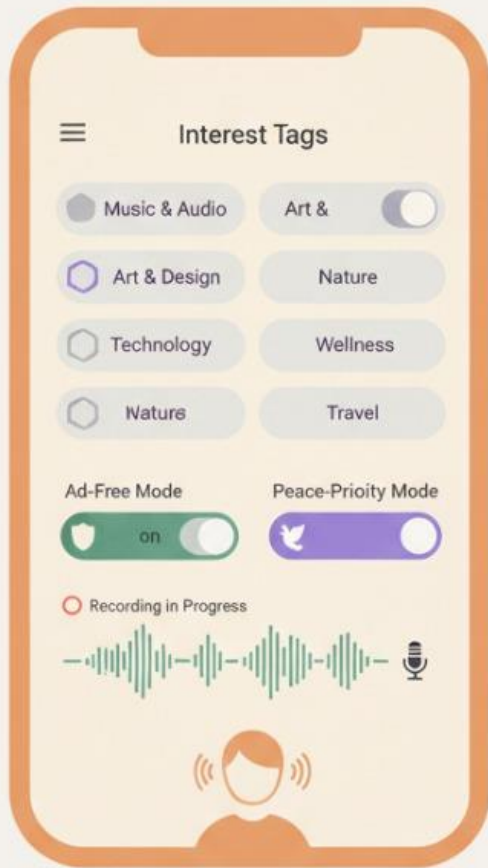 Interest Tags
Music & Audio
Art &
Art & Design
Nature
Technology
Wellness
Nature
Travel
Ad-Free Mode
Peace-Prioity Mode
on
Recording in Progress